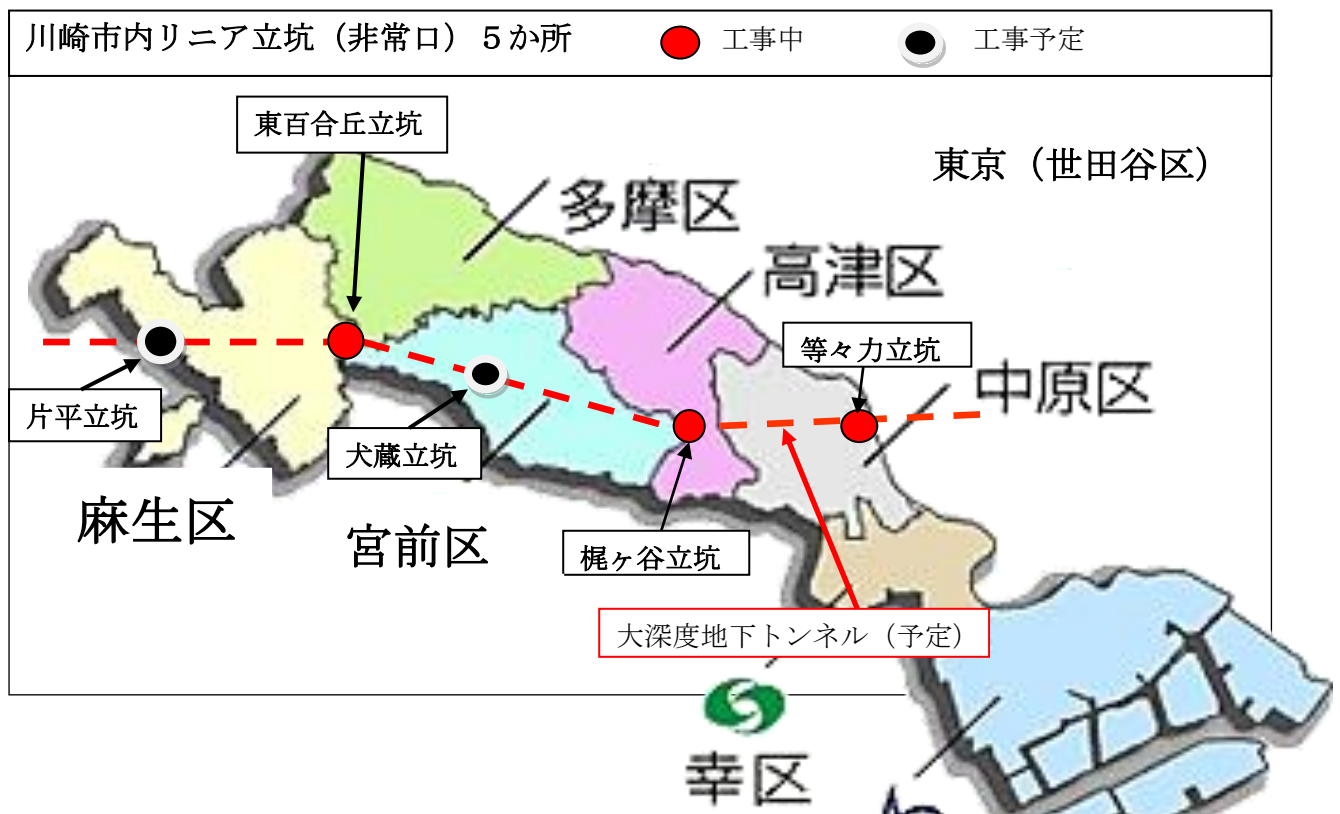 川崎市内リニア立坑（非常口）５か所
工事中
工事予定
東百合丘立坑
東京（世田谷区）
多摩区
高津区
等々力立坑
中原区
片平立坑
犬蔵立坑
麻生区
宮前区
梶ヶ谷立坑
大深度地下トンネル（予定）
幸区